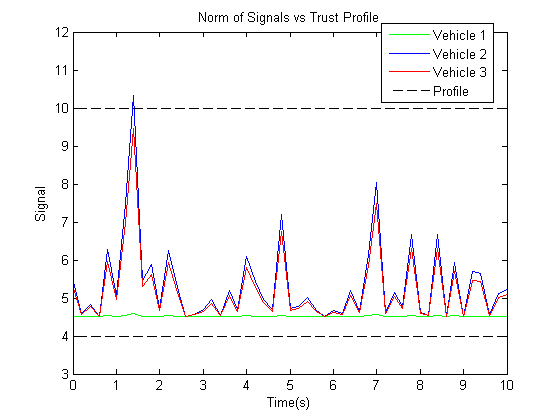 Norm of Signals vs Trust Profile
Vehicle 1
Vehicle 2
Vehicle 3
Profile
12
11
10
9
8
7
6
5
4
3
Signal
0 1 2 3 4 5 6 7 8 9 10
Time(s)